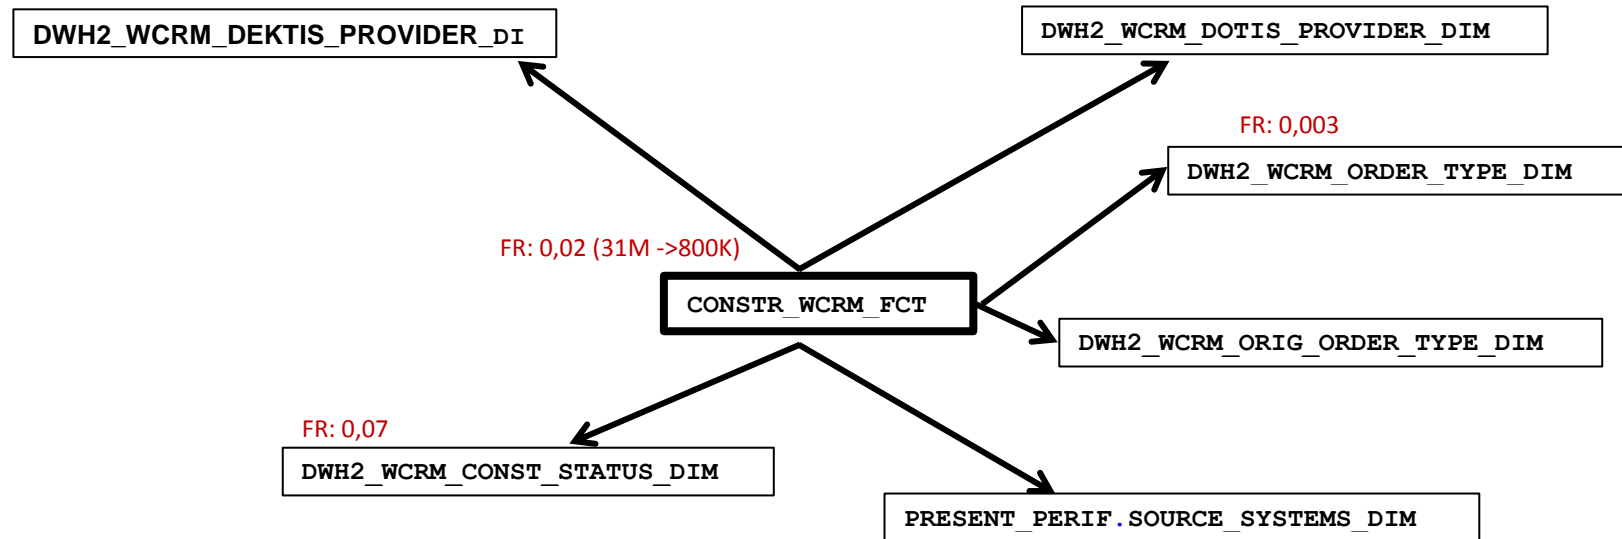 DWH2_WCRM_DEKTIS_PROVIDER_DI
DWH2_WCRM_DOTIS_PROVIDER_DIM
FR: 0,003
DWH2_WCRM_ORDER_TYPE_DIM
FR: 0,02 (31M ->800K)
CONSTR_WCRM_FCT
DWH2_WCRM_ORIG_ORDER_TYPE_DIM
FR: 0,07
DWH2_WCRM_CONST_STATUS_DIM
PRESENT_PERIF.SOURCE_SYSTEMS_DIM